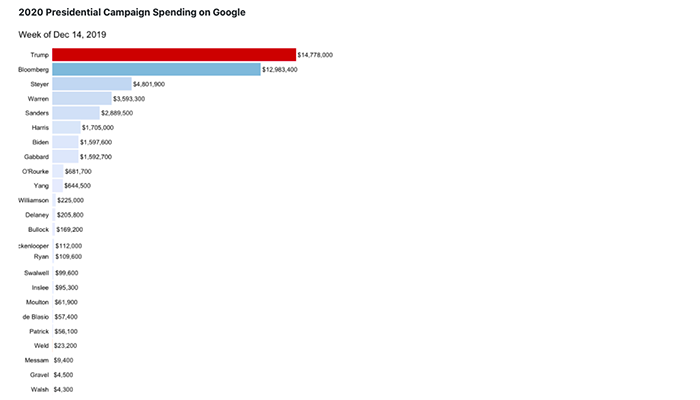 2020 Presidential Campaign Spending on Google
Week of Dec 14, 2019
Trump $14,778,000
Bloomberg $12,983,400
Steyer $4,801,900
Warren $3,593,300
Sanders $2,889,500
Harris $1,705,000
Biden $1,597,600
Gabbard $1,592,700
O'Rourke $681,700
Yang $644,500
Williamson $225,000
Delaney $205,800
Bullock $169,200
ckenlooper $112,000
Ryan $109,600
Swalwell $99,600
Inslee $95,300
Moulton $61,900
de Blasio $57,400
Patrick $56,100
Weld $23,200
Messam $9,400
Gravel $4,500
Walsh $4,300